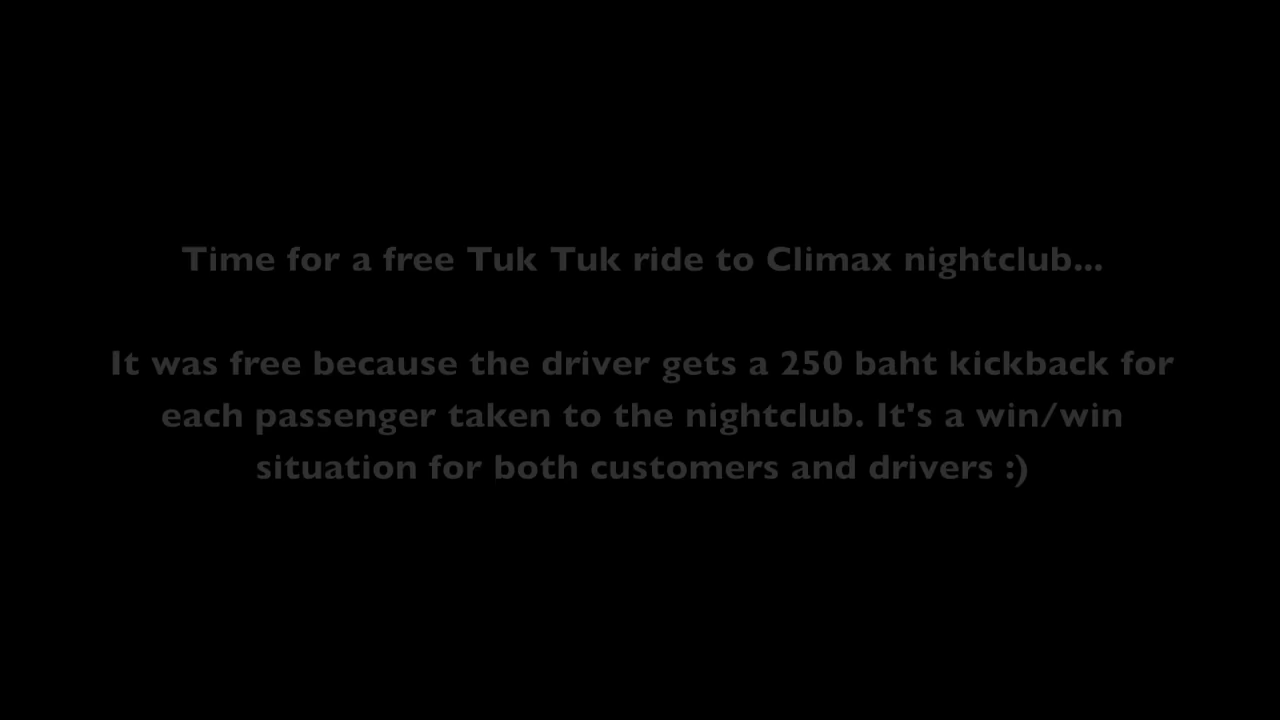 Time for a free Tuk Tuk ride to Climax nightclub...
It was free because the driver gets a 250 baht kickback for
each passenger taken to the nightclub. It's a win/win
situation for both customers and drivers :)